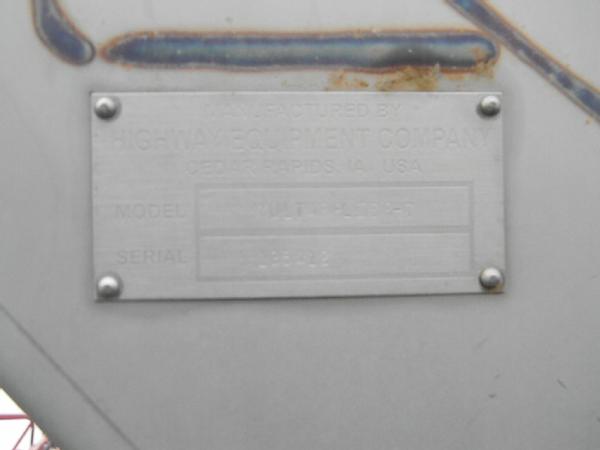 MANUFACTURED BY
HIGHWAY EQUIPMENT COMPANY
CEDAR RAPIDS, IA USA
MODEL
SERIAL